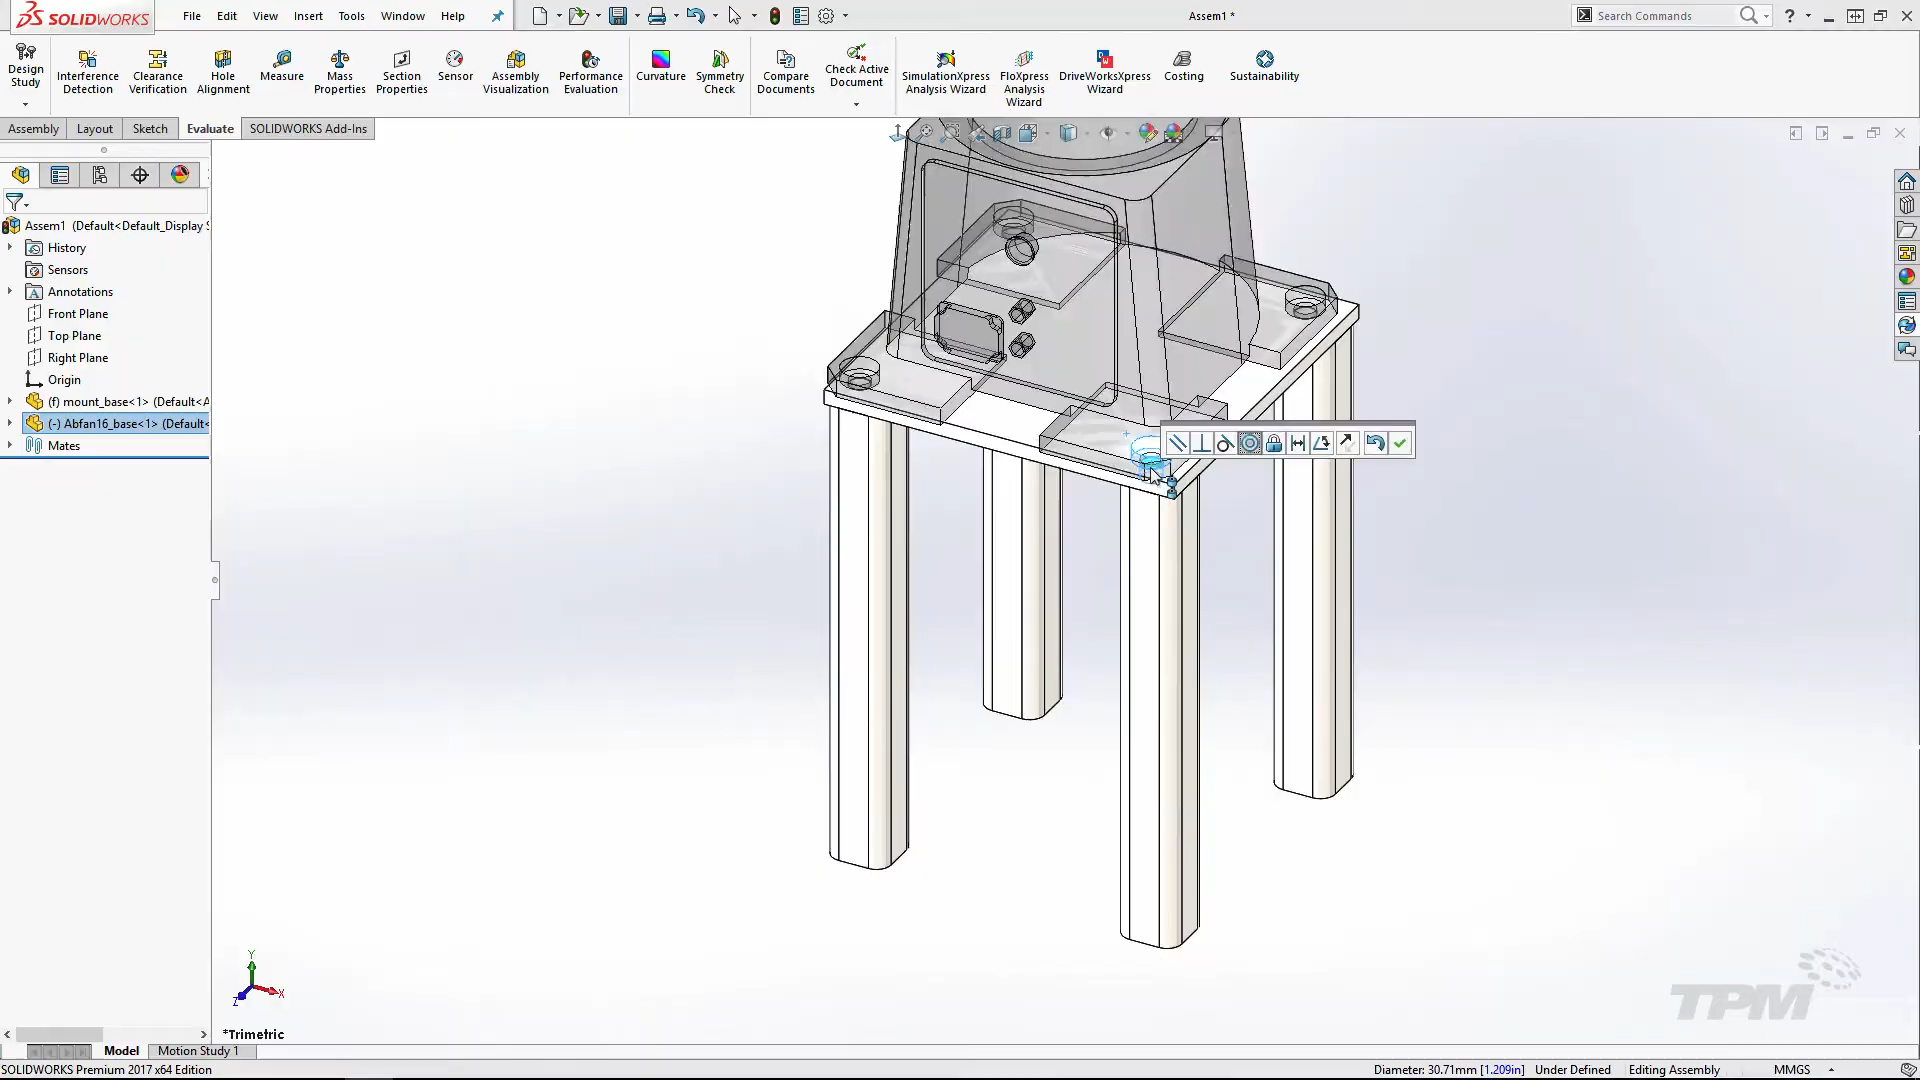 SOLIDWORKS File Edit View Insert Tools Window Help Assem1 * Search Commands
Design Study
Interference Detection
Clearance Verification
Hole Alignment
Measure
Mass Properties
Section Properties
Sensor
Assembly Visualization
Performance Evaluation
Curvature
Symmetry Check
Compare Documents
Check Active Document
SimulationXpress Analysis Wizard
FloXpress Analysis Wizard
DriveWorksXpress Wizard
Costing
Sustainability
Assembly Layout Sketch Evaluate SOLIDWORKS Add-Ins
Assem1 (Default<Default_Display S
History
Sensors
Annotations
Front Plane
Top Plane
Right Plane
Origin
(f) mount_base<1> (Default<A
(-) Abfan16_base<1> (Default<
Mates
Y
X
Z
TPM
*Trimetric
Model Motion Study 1
SOLIDWORKS Premium 2017 x64 Edition Diameter: 30.71mm [1.209in] Under Defined Editing Assembly MMGS